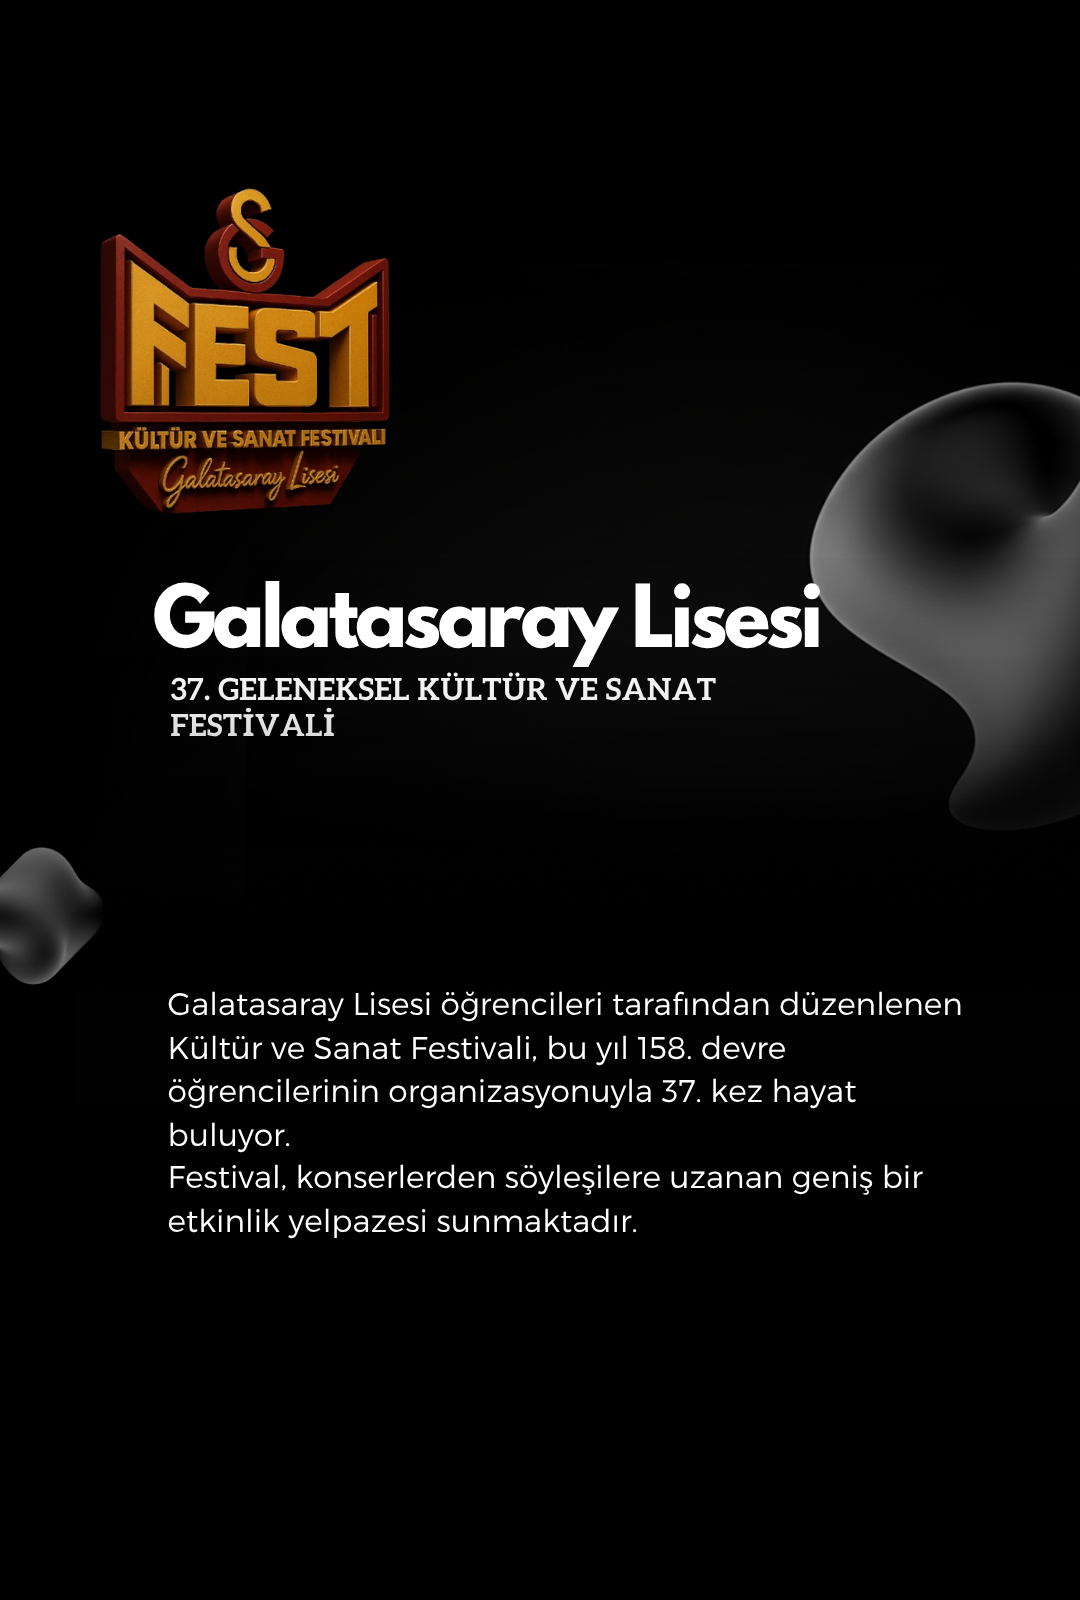 GS
FEST
KÜLTÜR VE SANAT FESTIVALI
Galatasaray Lisesi
Galatasaray Lisesi
37. GELENEKSEL KÜLTÜR VE SANAT
FESTİVALİ
Galatasaray Lisesi öğrencileri tarafından düzenlenen
Kültür ve Sanat Festivali, bu yıl 158. devre
öğrencilerinin organizasyonuyla 37. kez hayat
buluyor.
Festival, konserlerden söyleşilere uzanan geniş bir
etkinlik yelpazesi sunmaktadır.